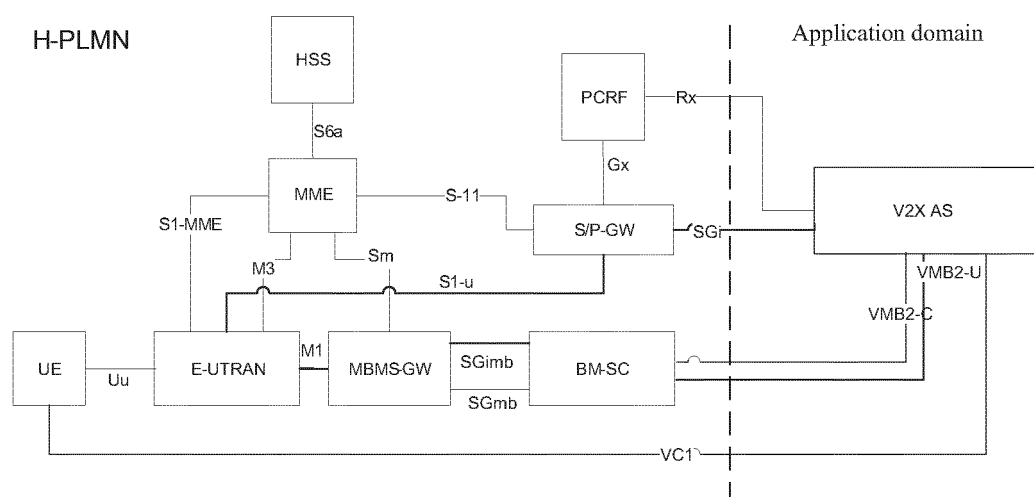 H-PLMN
Application domain
HSS
PCRF
Rx
S6a
Gx
MME
S-11
V2X AS
S1-MME
S/P-GW
SGi
M3
Sm
S1-u
VMB2-U
VMB2-C
UE
Uu
E-UTRAN
M1
MBMS-GW
SGimb
SGmb
BM-SC
VC1